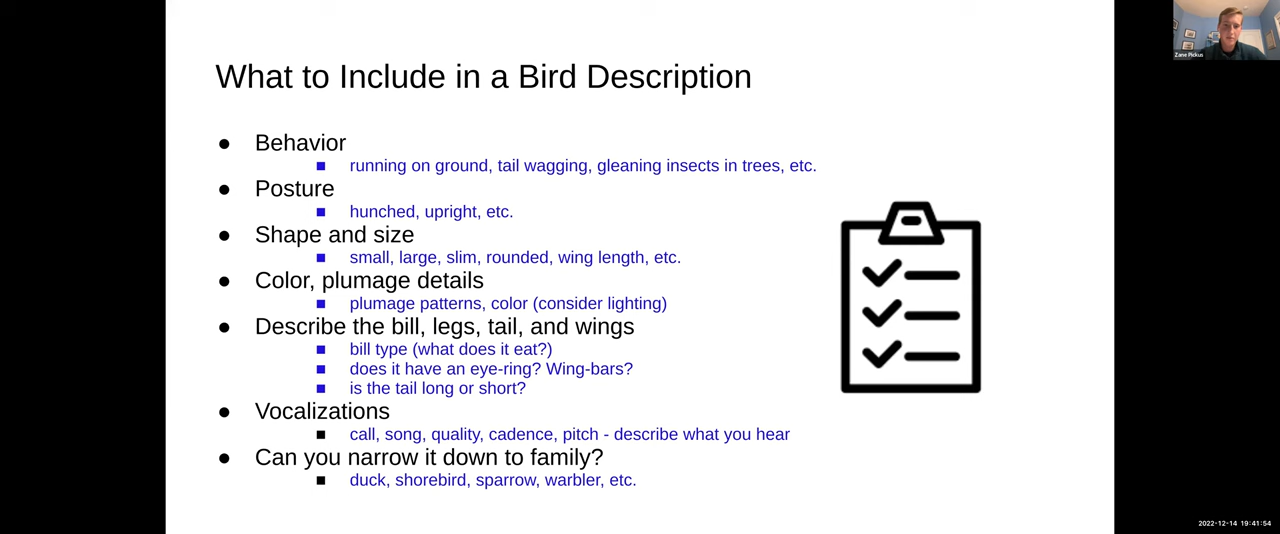 What to Include in a Bird Description
● Behavior
■ running on ground, tail wagging, gleaning insects in trees, etc.
● Posture
■ hunched, upright, etc.
● Shape and size
■ small, large, slim, rounded, wing length, etc.
● Color, plumage details
■ plumage patterns, color (consider lighting)
● Describe the bill, legs, tail, and wings
■ bill type (what does it eat?)
■ does it have an eye-ring? Wing-bars?
■ is the tail long or short?
● Vocalizations
■ call, song, quality, cadence, pitch - describe what you hear
● Can you narrow it down to family?
■ duck, shorebird, sparrow, warbler, etc.
Zane Pickus
2022-12-14 19:41:54